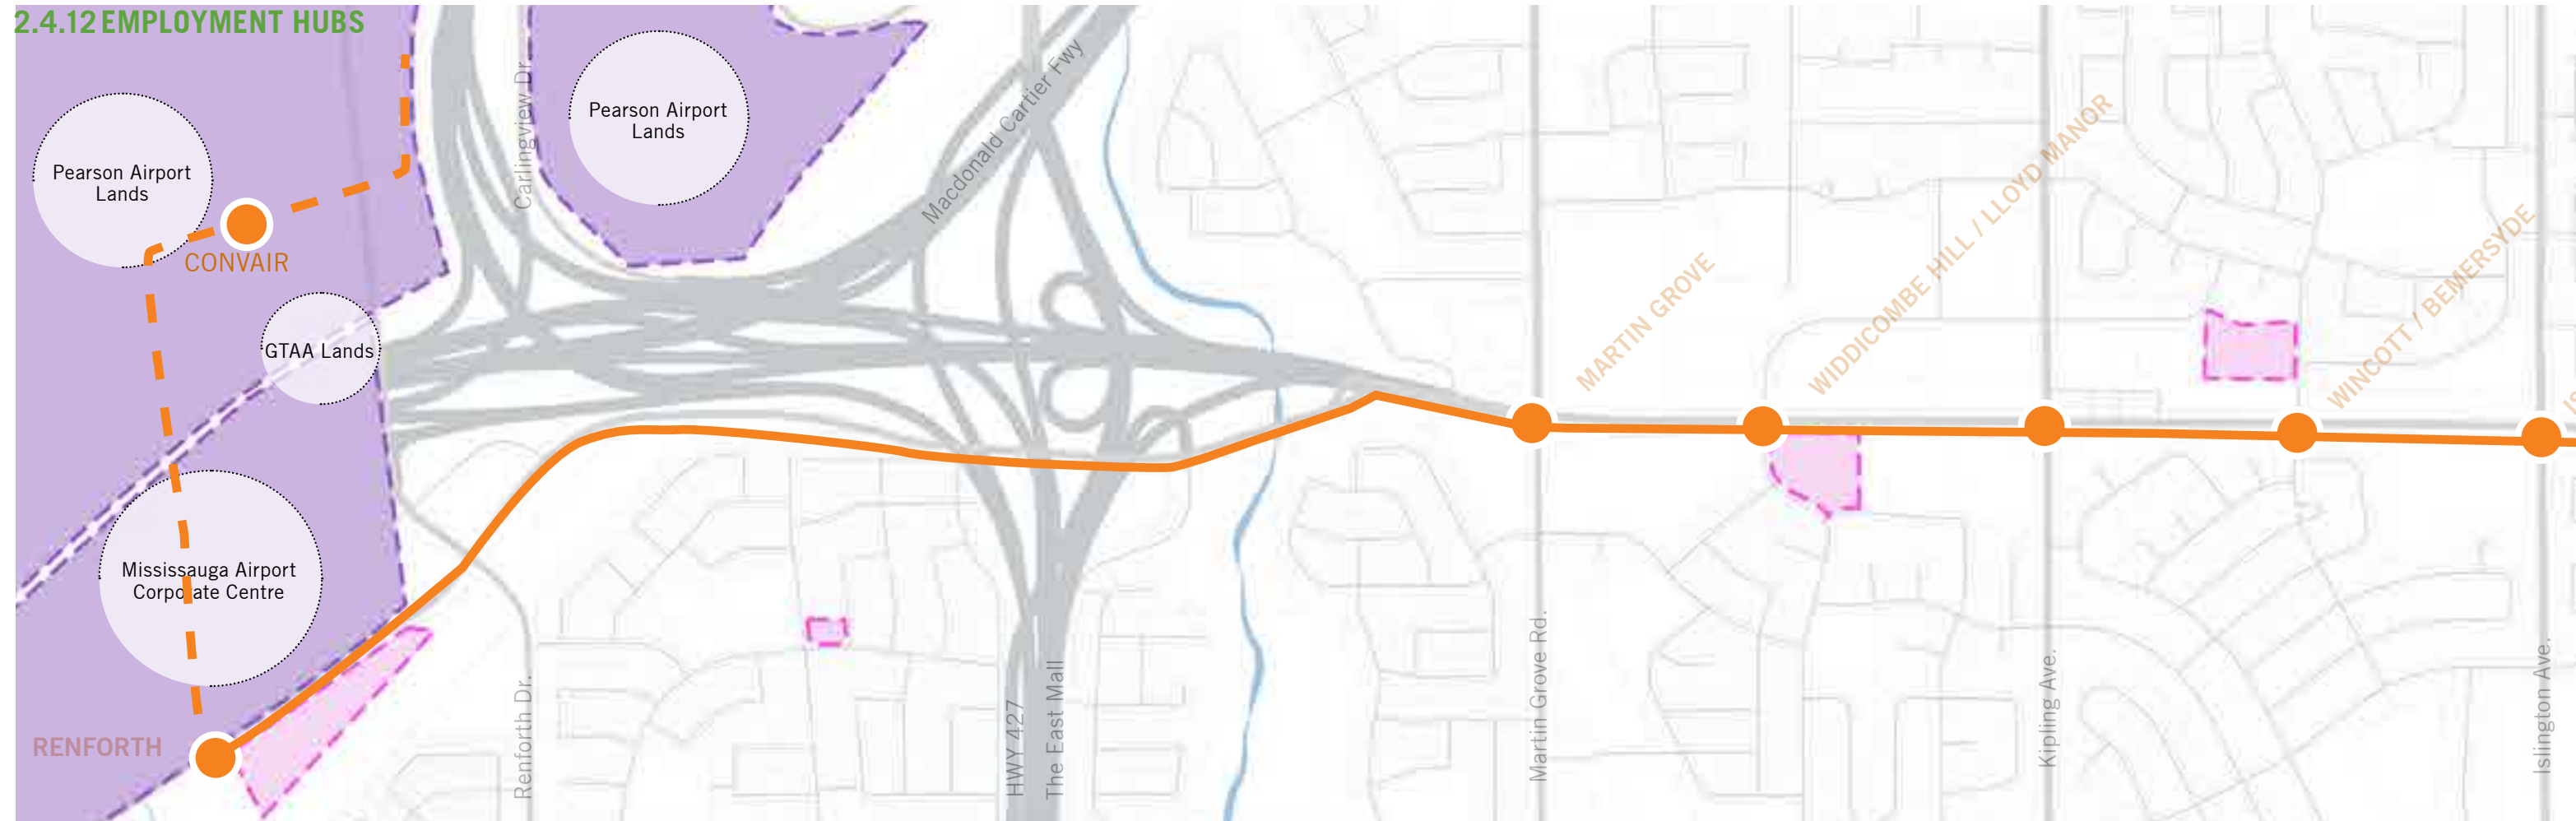 2.4.12 EMPLOYMENT HUBS
Pearson Airport
Lands
Pearson Airport
Lands
Carlingview Dr.
Macdonald Cartier Fwy
CONVAIR
GTAA Lands
MARTIN GROVE
WIDDICOMBE HILL / LLOYD MANOR
WINCOTT / BEMERSYDE
IS
Mississauga Airport
Corporate Centre
RENFORTH
Renforth Dr.
HWY 427
The East Mall
Martin Grove Rd.
Kipling Ave.
Islington Ave.